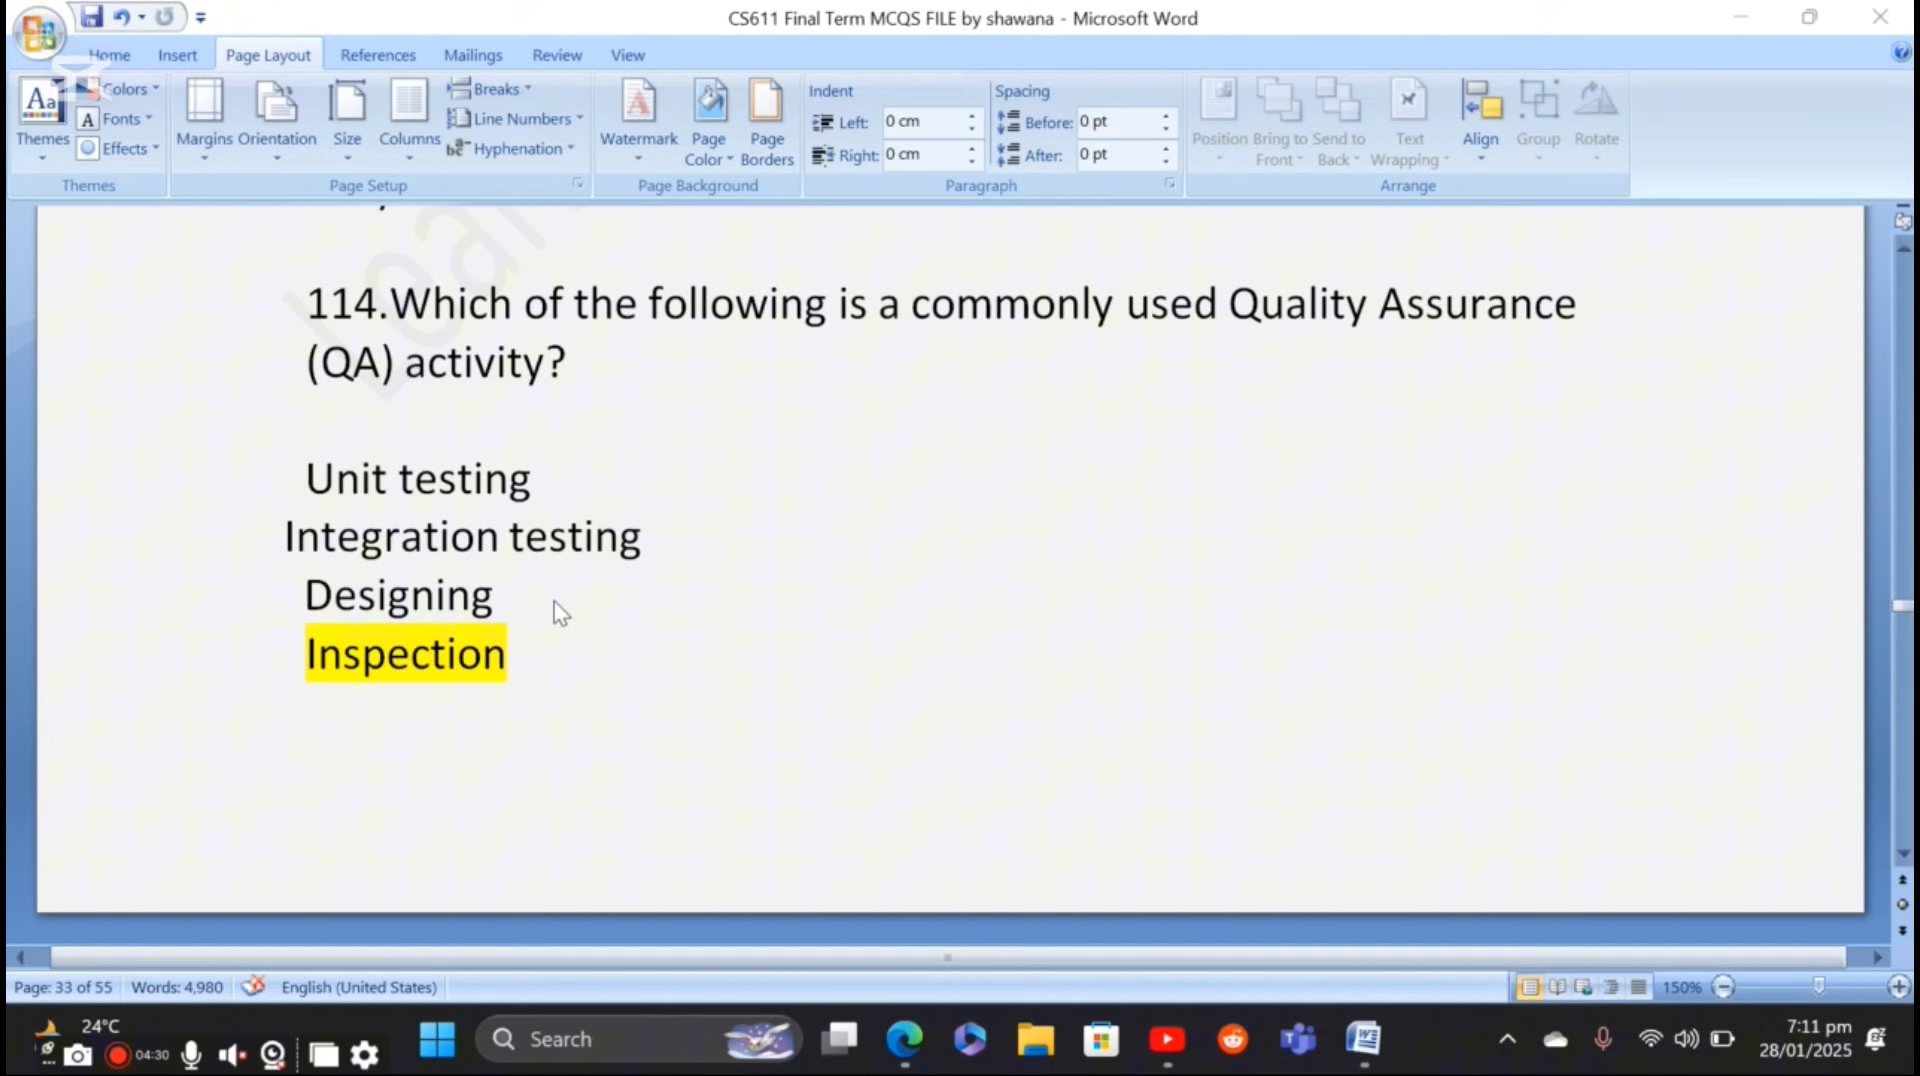 CS611 Final Term MCQS FILE by shawana - Microsoft Word
Home Insert Page Layout References Mailings Review View
Aa Colors Indent Spacing
Breaks
A Fonts Line Numbers Left: 0 cm Before: 0 pt
Themes Margins Orientation Size Columns Watermark Page Page Position Bring to Send to Text Align Group Rotate
Effects Hyphenation Color Borders Right: 0 cm After: 0 pt Front Back Wrapping
Themes Page Setup Page Background Paragraph Arrange
114.Which of the following is a commonly used Quality Assurance
(QA) activity?
Unit testing
Integration testing
Designing
Inspection
Page: 33 of 55 Words: 4,980 English (United States) 150%
24°C
04:30
Search
7:11 pm
28/01/2025